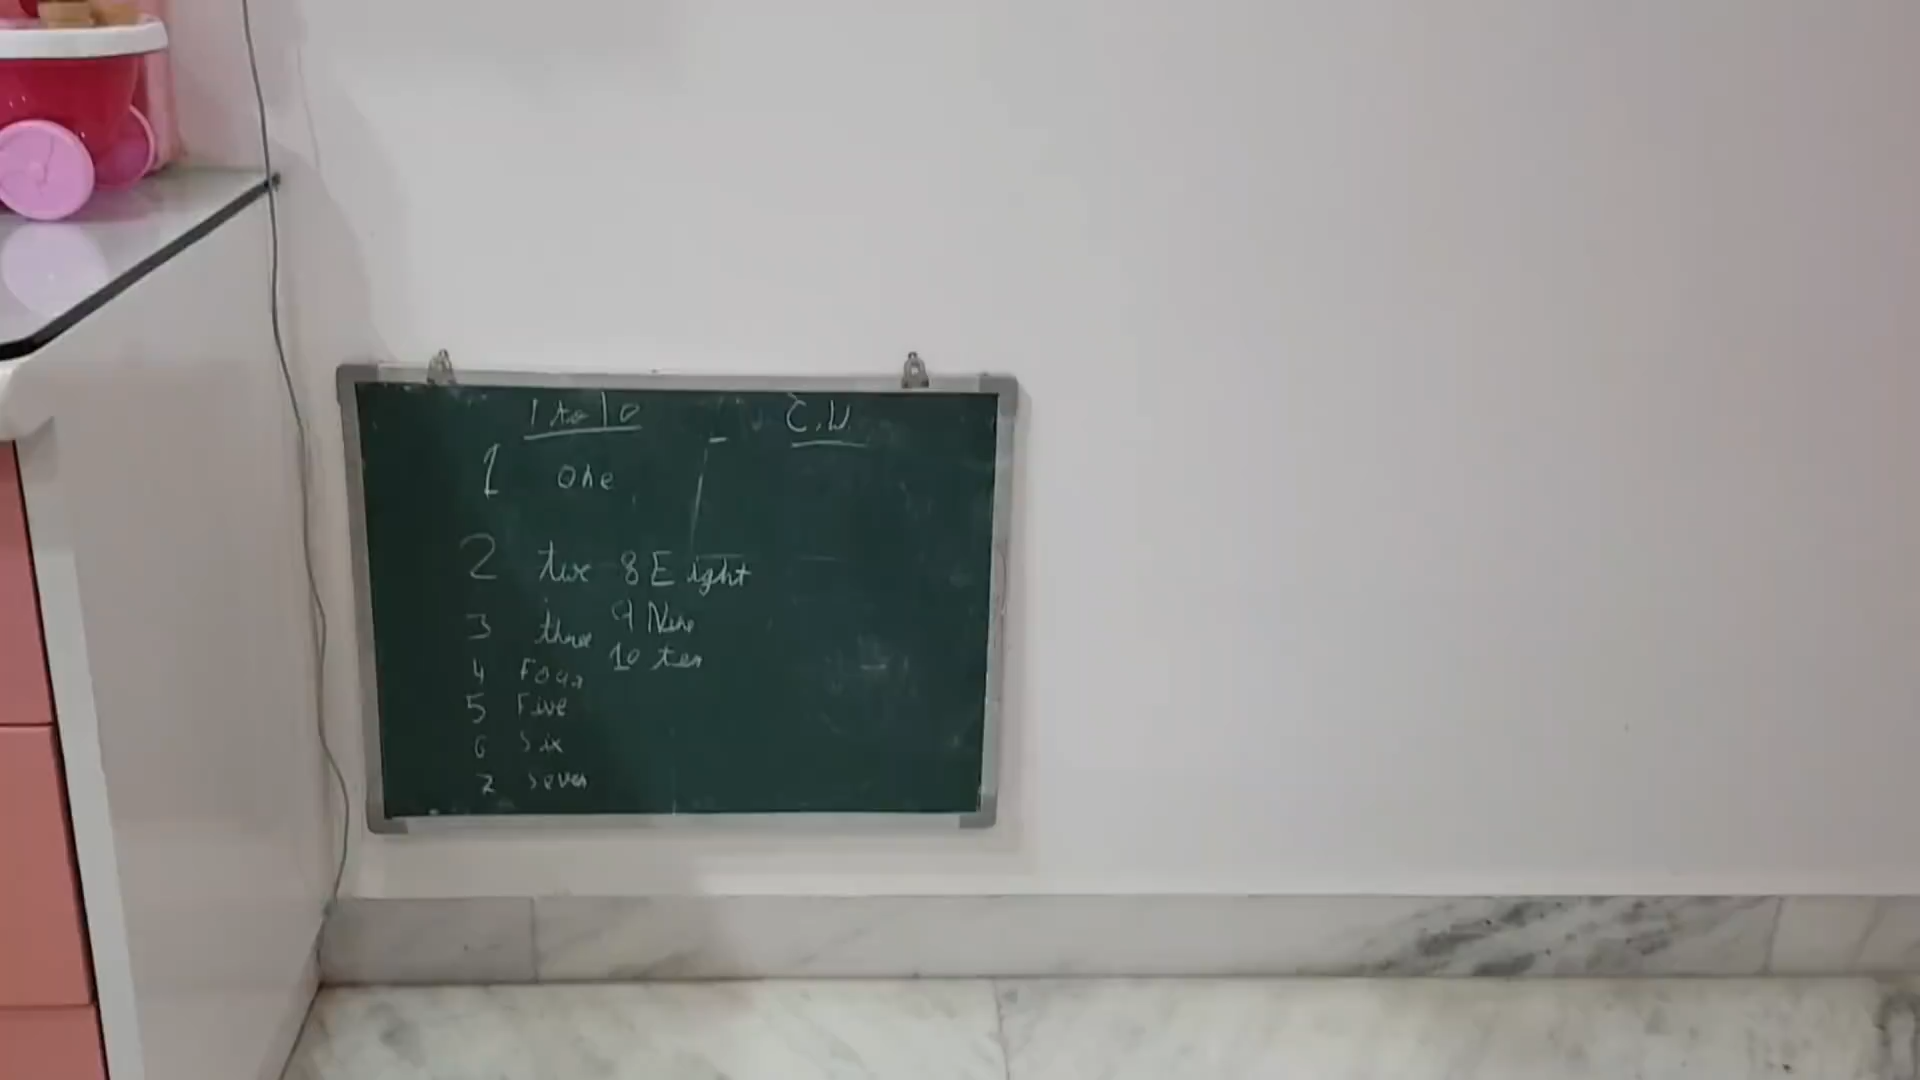 1 to 10
C.W.
1 one
2 two
3 three
4 Four
5 Five
6 Six
7 Seven
8 Eight
9 Nine
10 ten